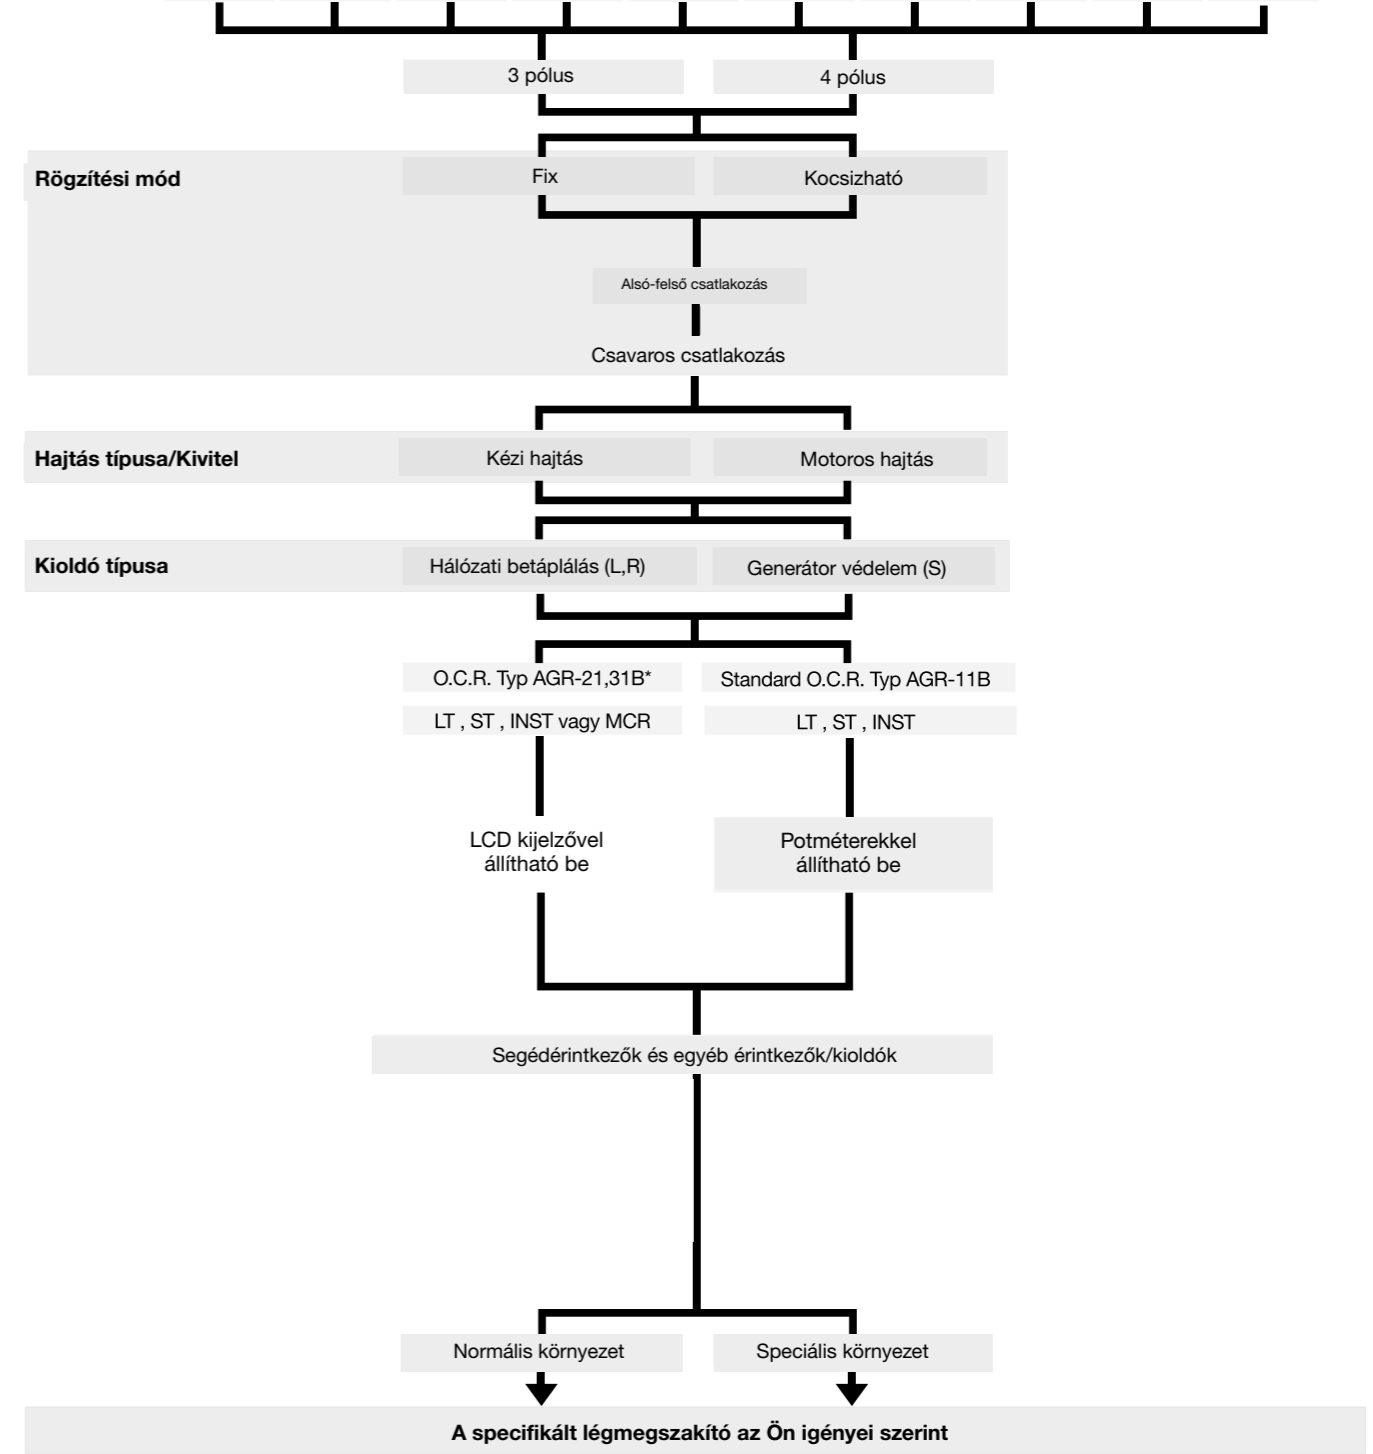 3 pólus
4 pólus
Rögzítési mód
Fix
Kocsizható
Alsó-felső csatlakozás
Csavaros csatlakozás
Hajtás típusa/Kivitel
Kézi hajtás
Motoros hajtás
Kioldó típusa
Hálózati betáplálás (L,R)
Generátor védelem (S)
O.C.R. Typ AGR-21,31B*
Standard O.C.R. Typ AGR-11B
LT , ST , INST vagy MCR
LT , ST , INST
LCD kijelzővel
állítható be
Potméterekkel
állítható be
Segédérintkezők és egyéb érintkezők/kioldók
Normális környezet
Speciális környezet
A specifikált légmegszakító az Ön igényei szerint